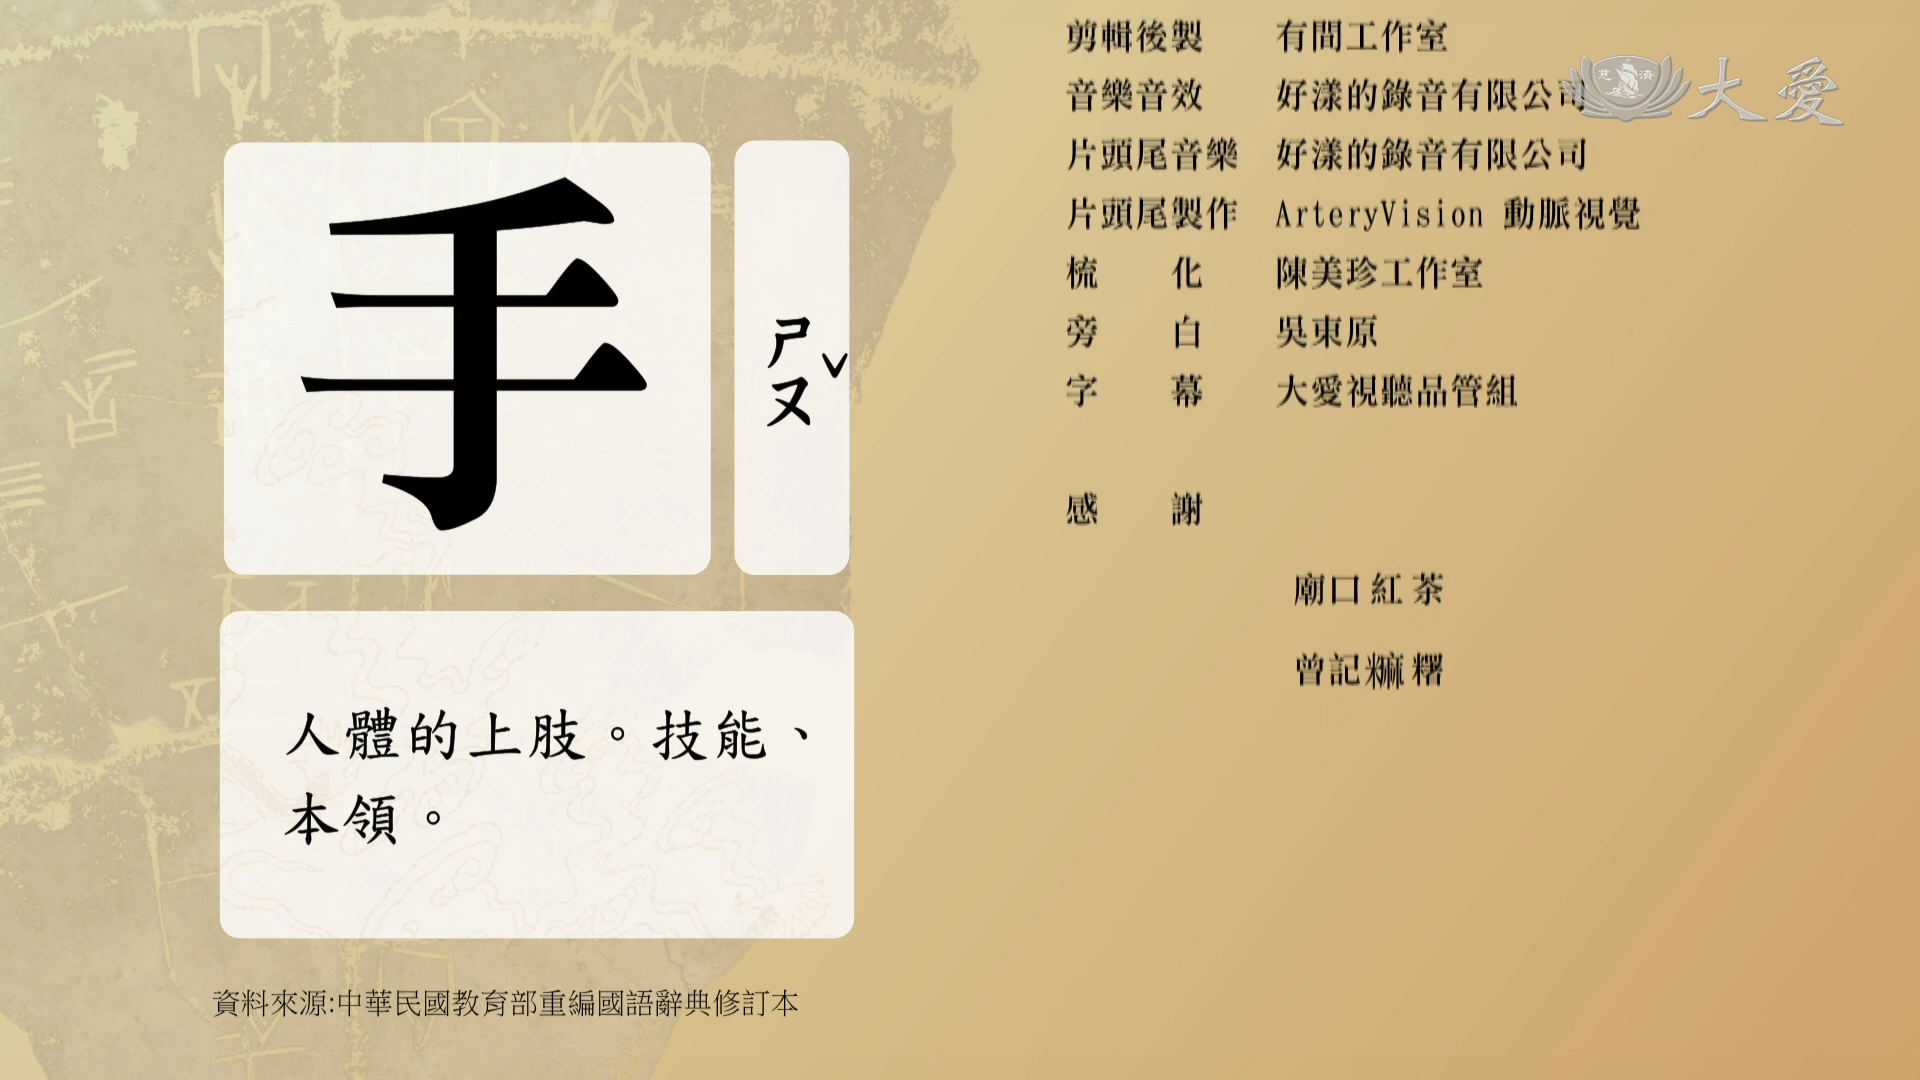 手
ㄕㄡˇ
人體的上肢。技能、
本領。
資料來源:中華民國教育部重編國語辭典修訂本
剪輯後製 有間工作室
音樂音效 好漾的錄音有限公司
片頭尾音樂 好漾的錄音有限公司
片頭尾製作 ArteryVision 動脈視覺
梳化 陳美珍工作室
旁白 吳東原
字幕 大愛視聽品管組
感謝
廟口紅茶
曾記麻糬
慈濟 大愛